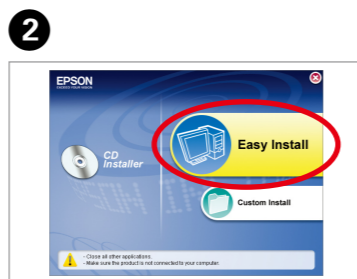 2
EPSON
EXCEED YOUR VISION
Easy Install
CD
Installer
Custom Install
- Close all other applications.
- Make sure the product is not connected to your computer.